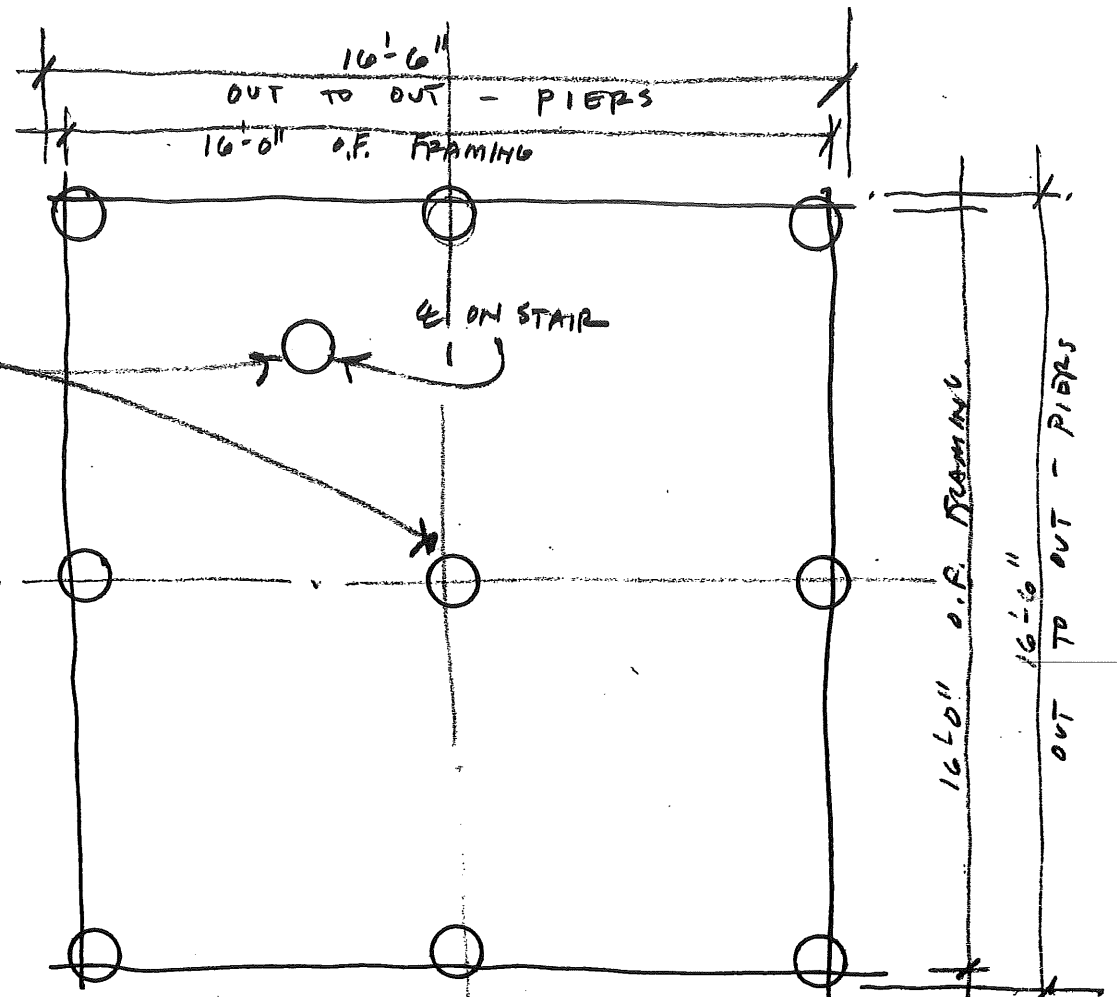 16'-6"
OUT TO OUT - PIERS
16'-0" O.F. FRAMING
℄ ON STAIR
16'-0" O.F. FRAMING
16'-6"
OUT TO OUT - PIERS